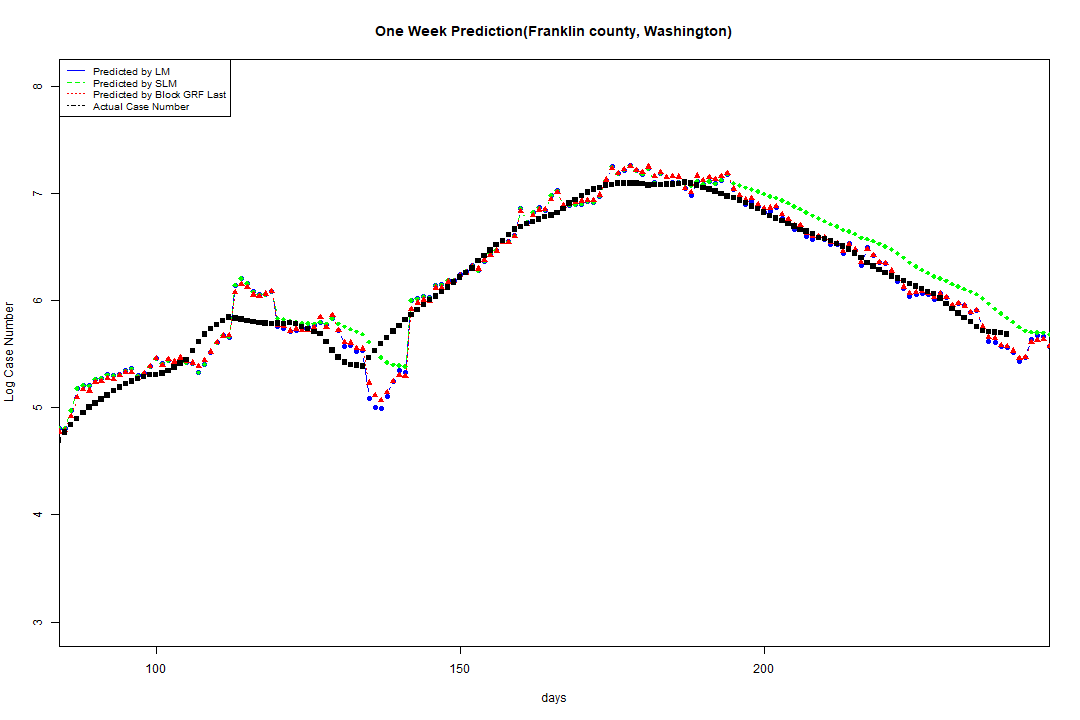 One Week Prediction(Franklin county, Washington)
Predicted by LM
Predicted by SLM
Predicted by Block GRF Last
Actual Case Number
8
7
6
5
4
3
Log Case Number
100 150 200
days